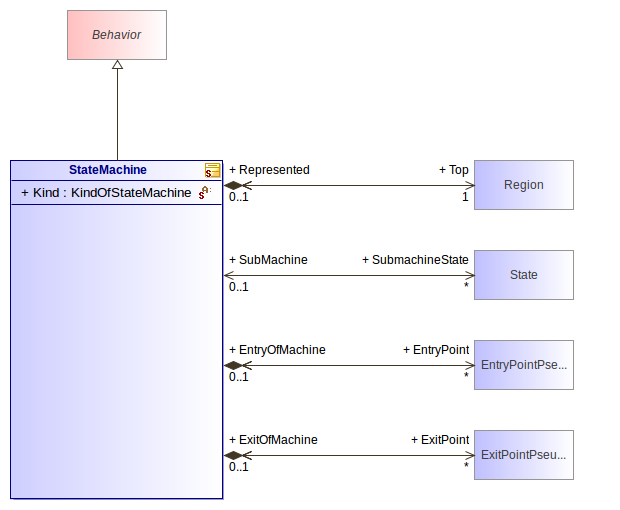 Behavior
StateMachine
+ Kind : KindOfStateMachine
+ Represented
+ Top
0..1
1
Region
+ SubMachine
+ SubmachineState
0..1
*
State
+ EntryOfMachine
+ EntryPoint
0..1
*
EntryPointPse...
+ ExitOfMachine
+ ExitPoint
0..1
*
ExitPointPseu...